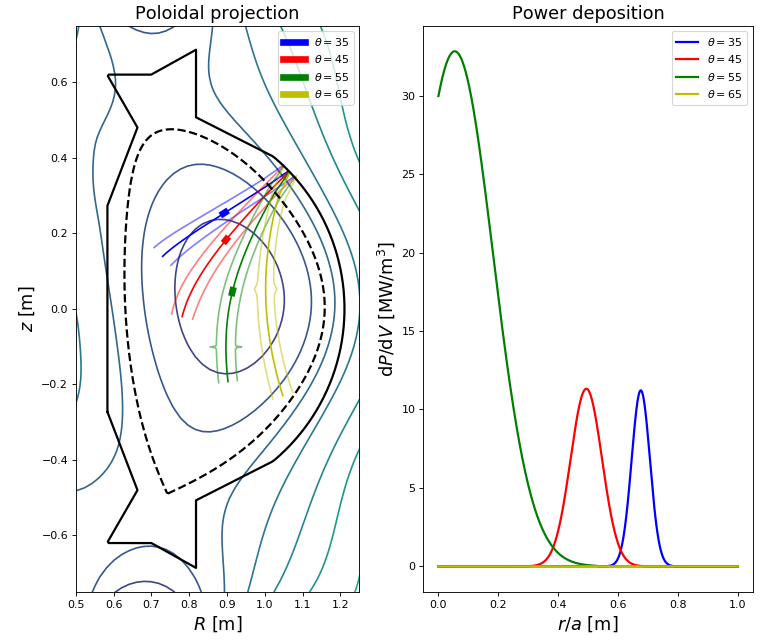 Poloidal projection
θ = 35
θ = 45
θ = 55
θ = 65
z [m]
0.6
0.4
0.2
0.0
−0.2
−0.4
−0.6
0.5 0.6 0.7 0.8 0.9 1.0 1.1 1.2
R [m]
Power deposition
θ = 35
θ = 45
θ = 55
θ = 65
dP/dV [MW/m³]
30
25
20
15
10
5
0
0.0 0.2 0.4 0.6 0.8 1.0
r/a [m]